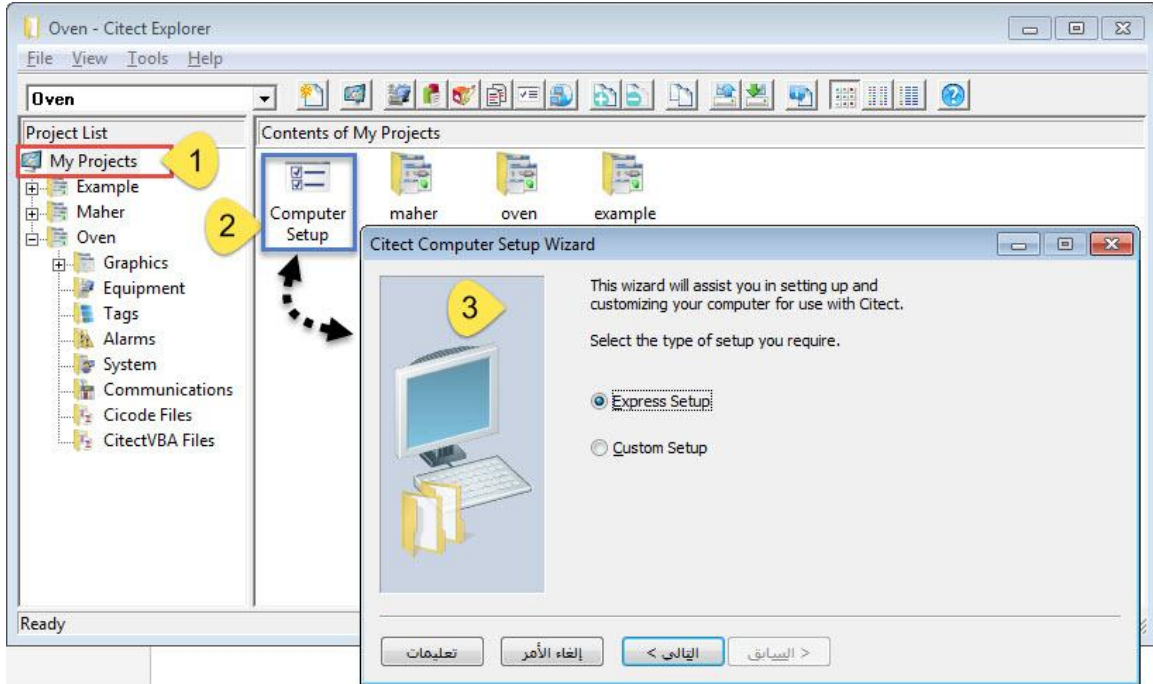 Oven - Citect Explorer
File View Tools Help
Oven
Project List
Contents of My Projects
My Projects
1
Example
Maher
Oven
Graphics
Equipment
Tags
Alarms
System
Communications
Cicode Files
CitectVBA Files
2
Computer
Setup
maher
oven
example
Citect Computer Setup Wizard
3
This wizard will assist you in setting up and
customizing your computer for use with Citect.
Select the type of setup you require.
Express Setup
Custom Setup
< السابق
التالي >
إلغاء الأمر
تعليمات
Ready